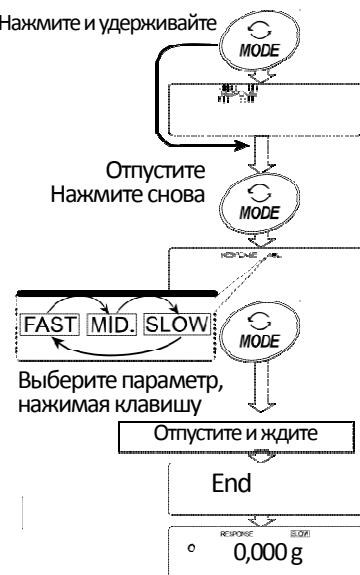 Нажмите и удерживайте
MODE
Отпустите
Нажмите снова
MODE
FAST MID. SLOW
MODE
Выберите параметр,
нажимая клавишу
Отпустите и ждите
End
RESPONSE SLOW
0,000 g